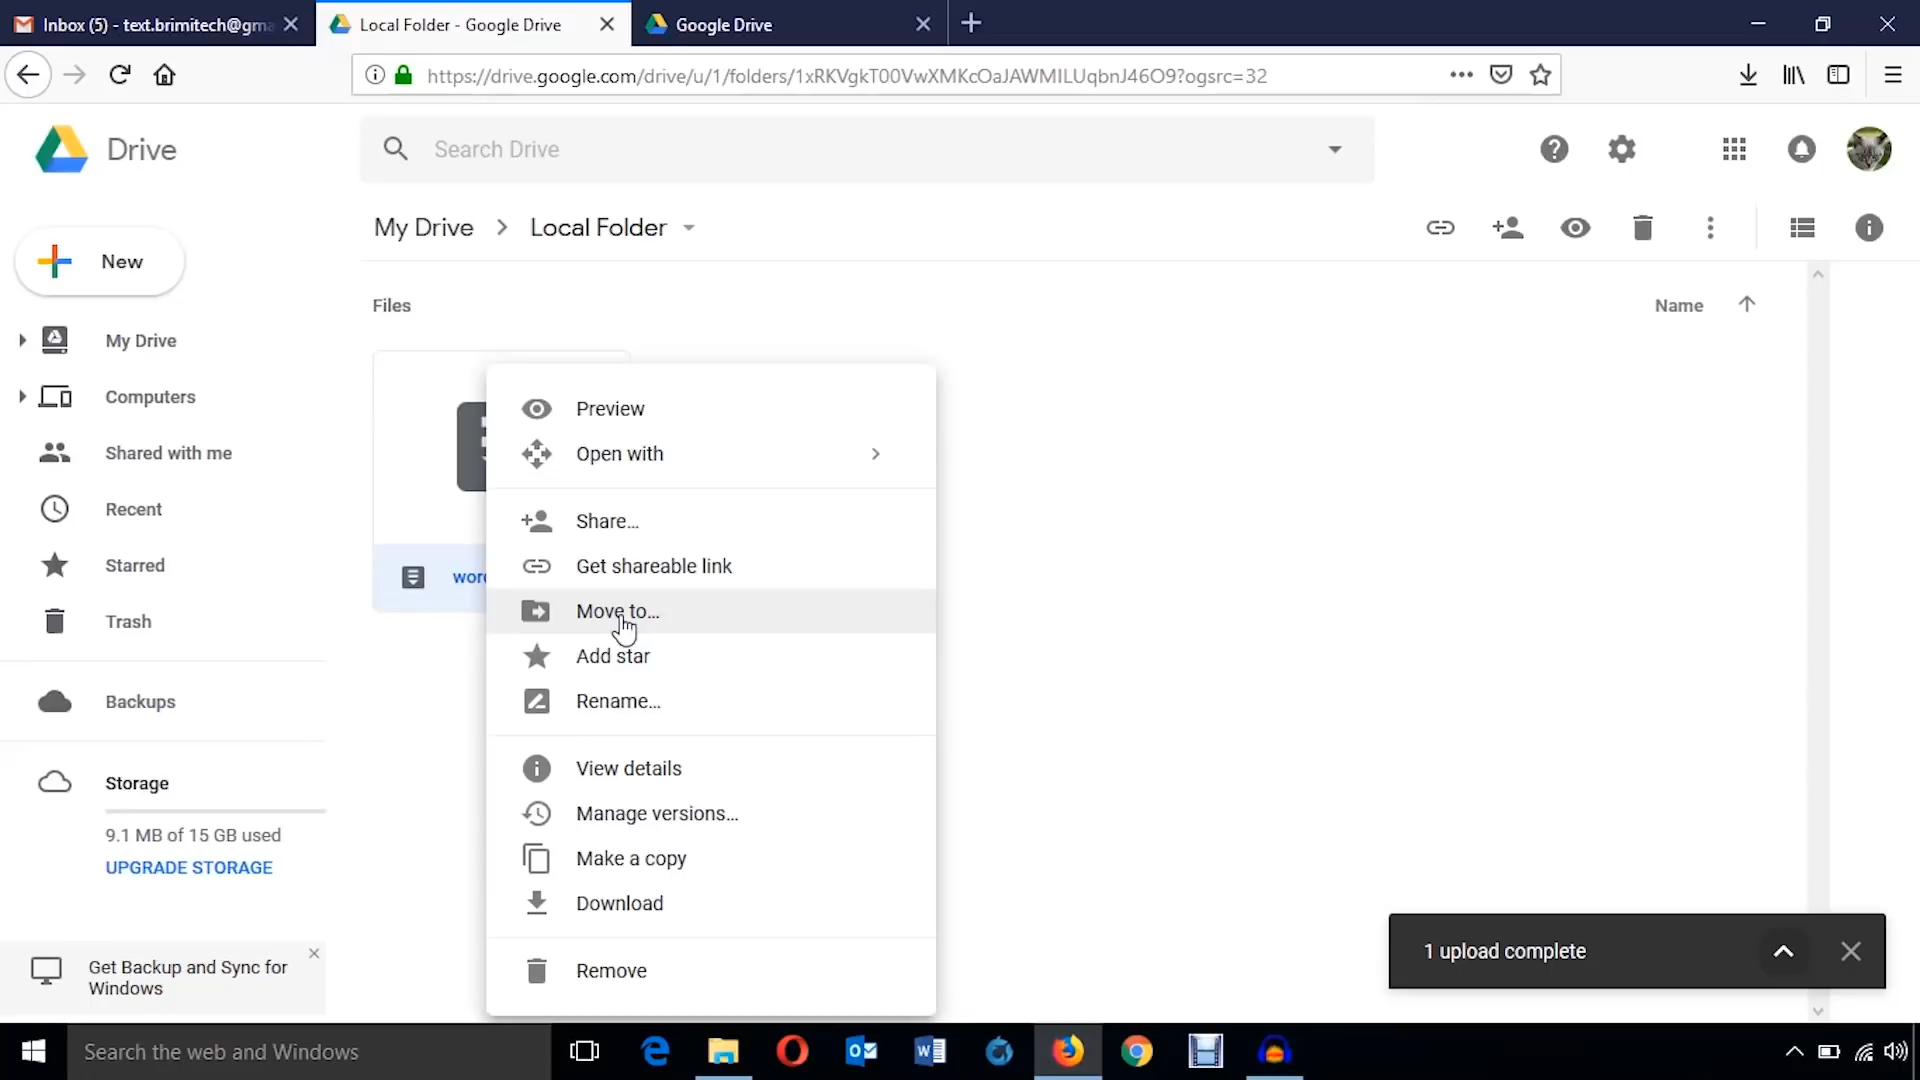 Inbox (5) - text.brimitech@gma
Local Folder - Google Drive
Google Drive
https://drive.google.com/drive/u/1/folders/1xRKVgkT00VwXMKcOaJAWMILUqbnJ46O9?ogsrc=32
Drive
Search Drive
My Drive
Local Folder
New
Files
Name
My Drive
Computers
Shared with me
Recent
Starred
Trash
Backups
Storage
9.1 MB of 15 GB used
UPGRADE STORAGE
Get Backup and Sync for
Windows
word
Preview
Open with
Share...
Get shareable link
Move to...
Add star
Rename...
View details
Manage versions...
Make a copy
Download
Remove
1 upload complete
Search the web and Windows